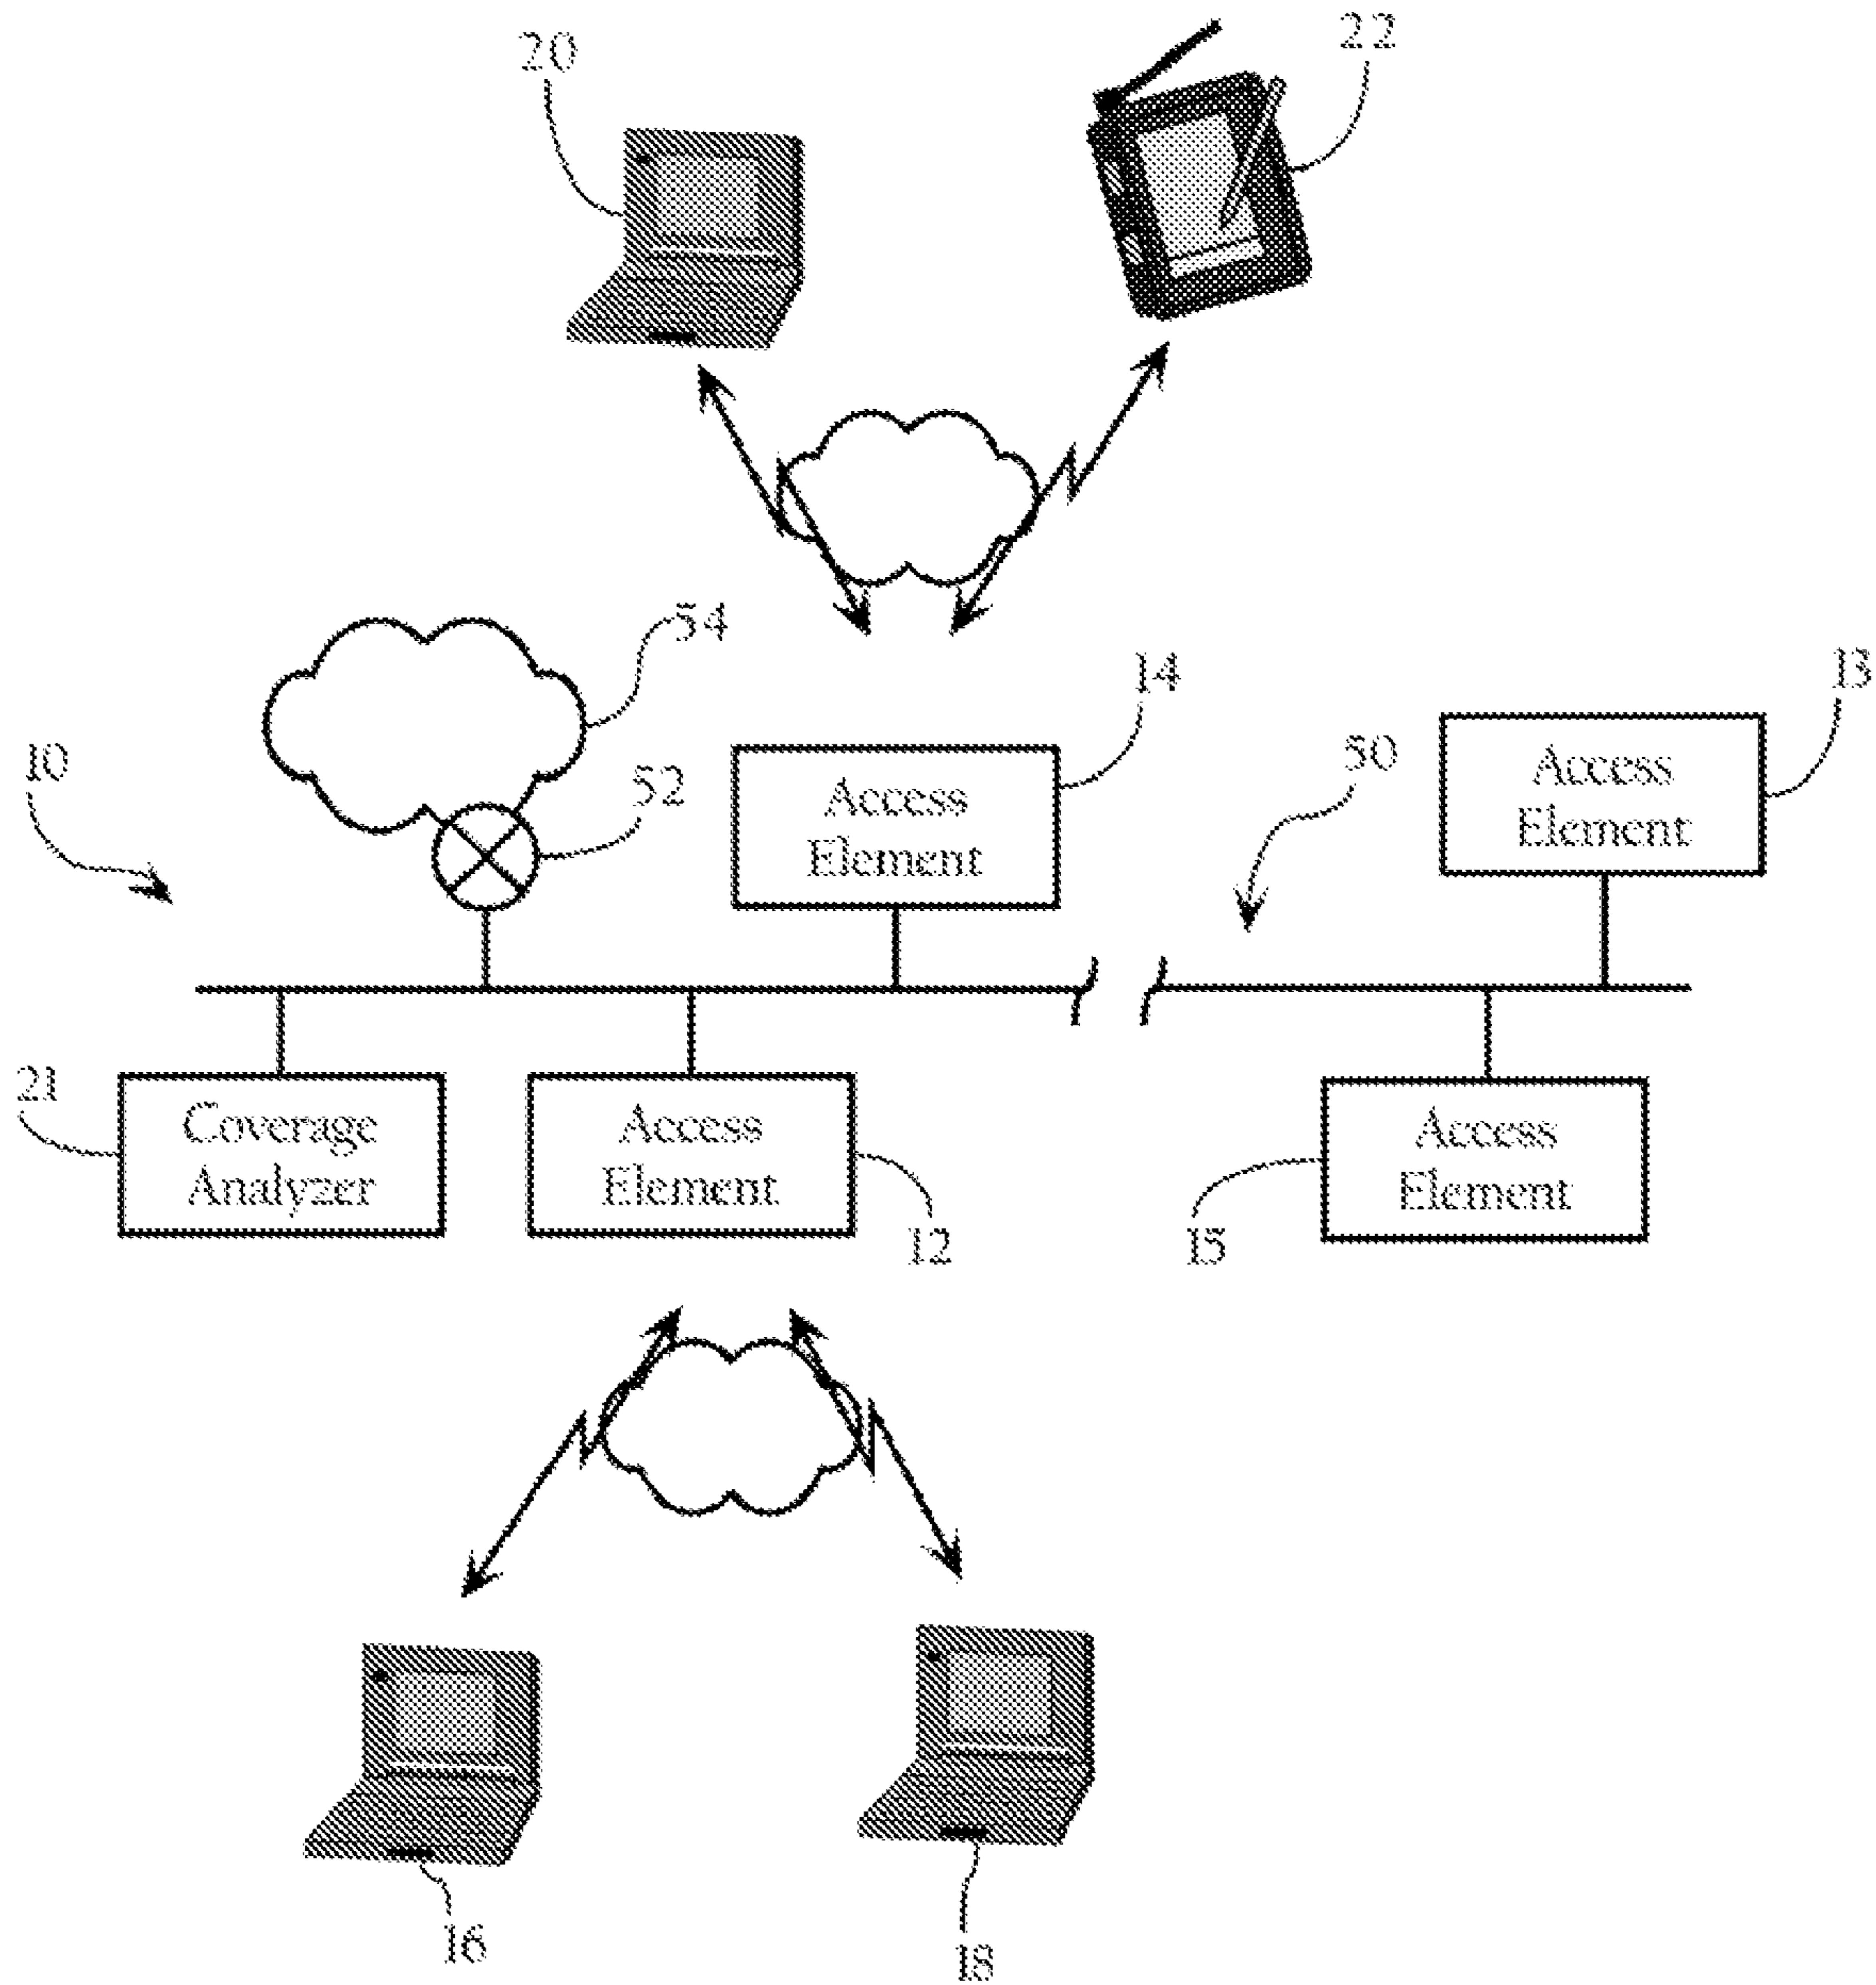 20
22
54
14
13
10
52
50
Access
Element
Access
Element
21
Coverage
Analyzer
Access
Element
12
Access
Element
15
16
18